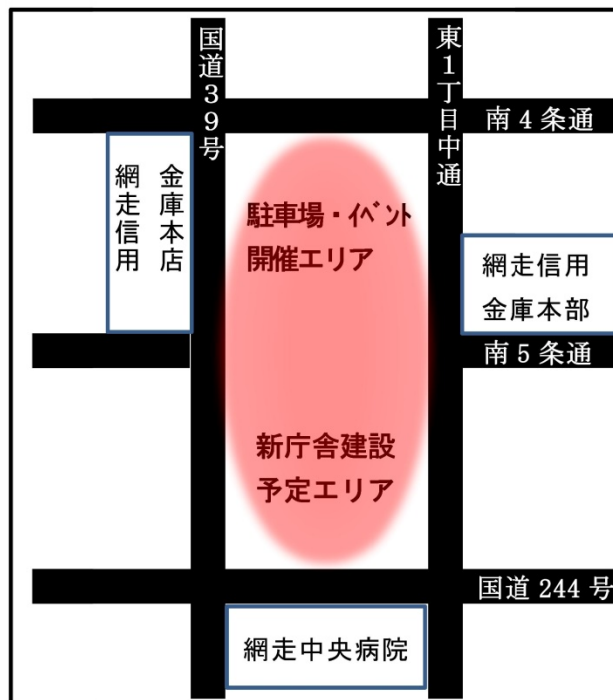 国道39号
東1丁目中通
南4条通
網走信用
金庫本店
駐車場・ｲﾍﾞﾝﾄ
開催エリア
網走信用
金庫本部
南5条通
新庁舎建設
予定エリア
国道244号
網走中央病院